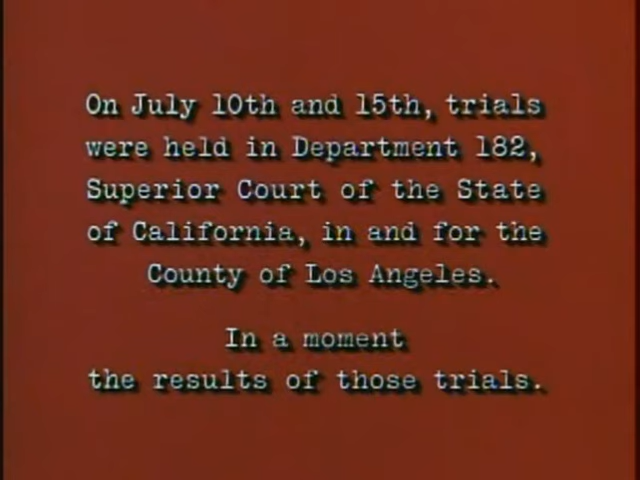 On July 10th and 15th, trials
were held in Department 182,
Superior Court of the State
of California, in and for the
County of Los Angeles.
In a moment
the results of those trials.